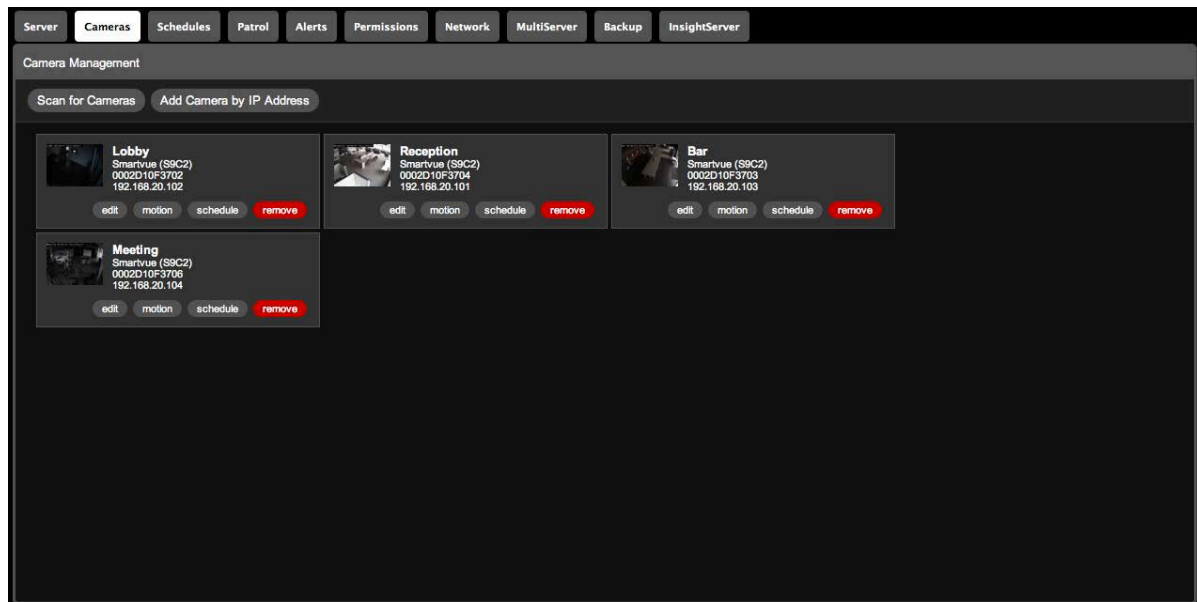 Server Cameras Schedules Patrol Alerts Permissions Network MultiServer Backup InsightServer
Camera Management
Scan for Cameras Add Camera by IP Address
Lobby
Smartvue (S9C2)
0002D10F3702
192.168.20.102
edit motion schedule remove
Reception
Smartvue (S9C2)
0002D10F3704
192.168.20.101
edit motion schedule remove
Bar
Smartvue (S9C2)
0002D10F3703
192.168.20.103
edit motion schedule remove
Meeting
Smartvue (S9C2)
0002D10F3706
192.168.20.104
edit motion schedule remove